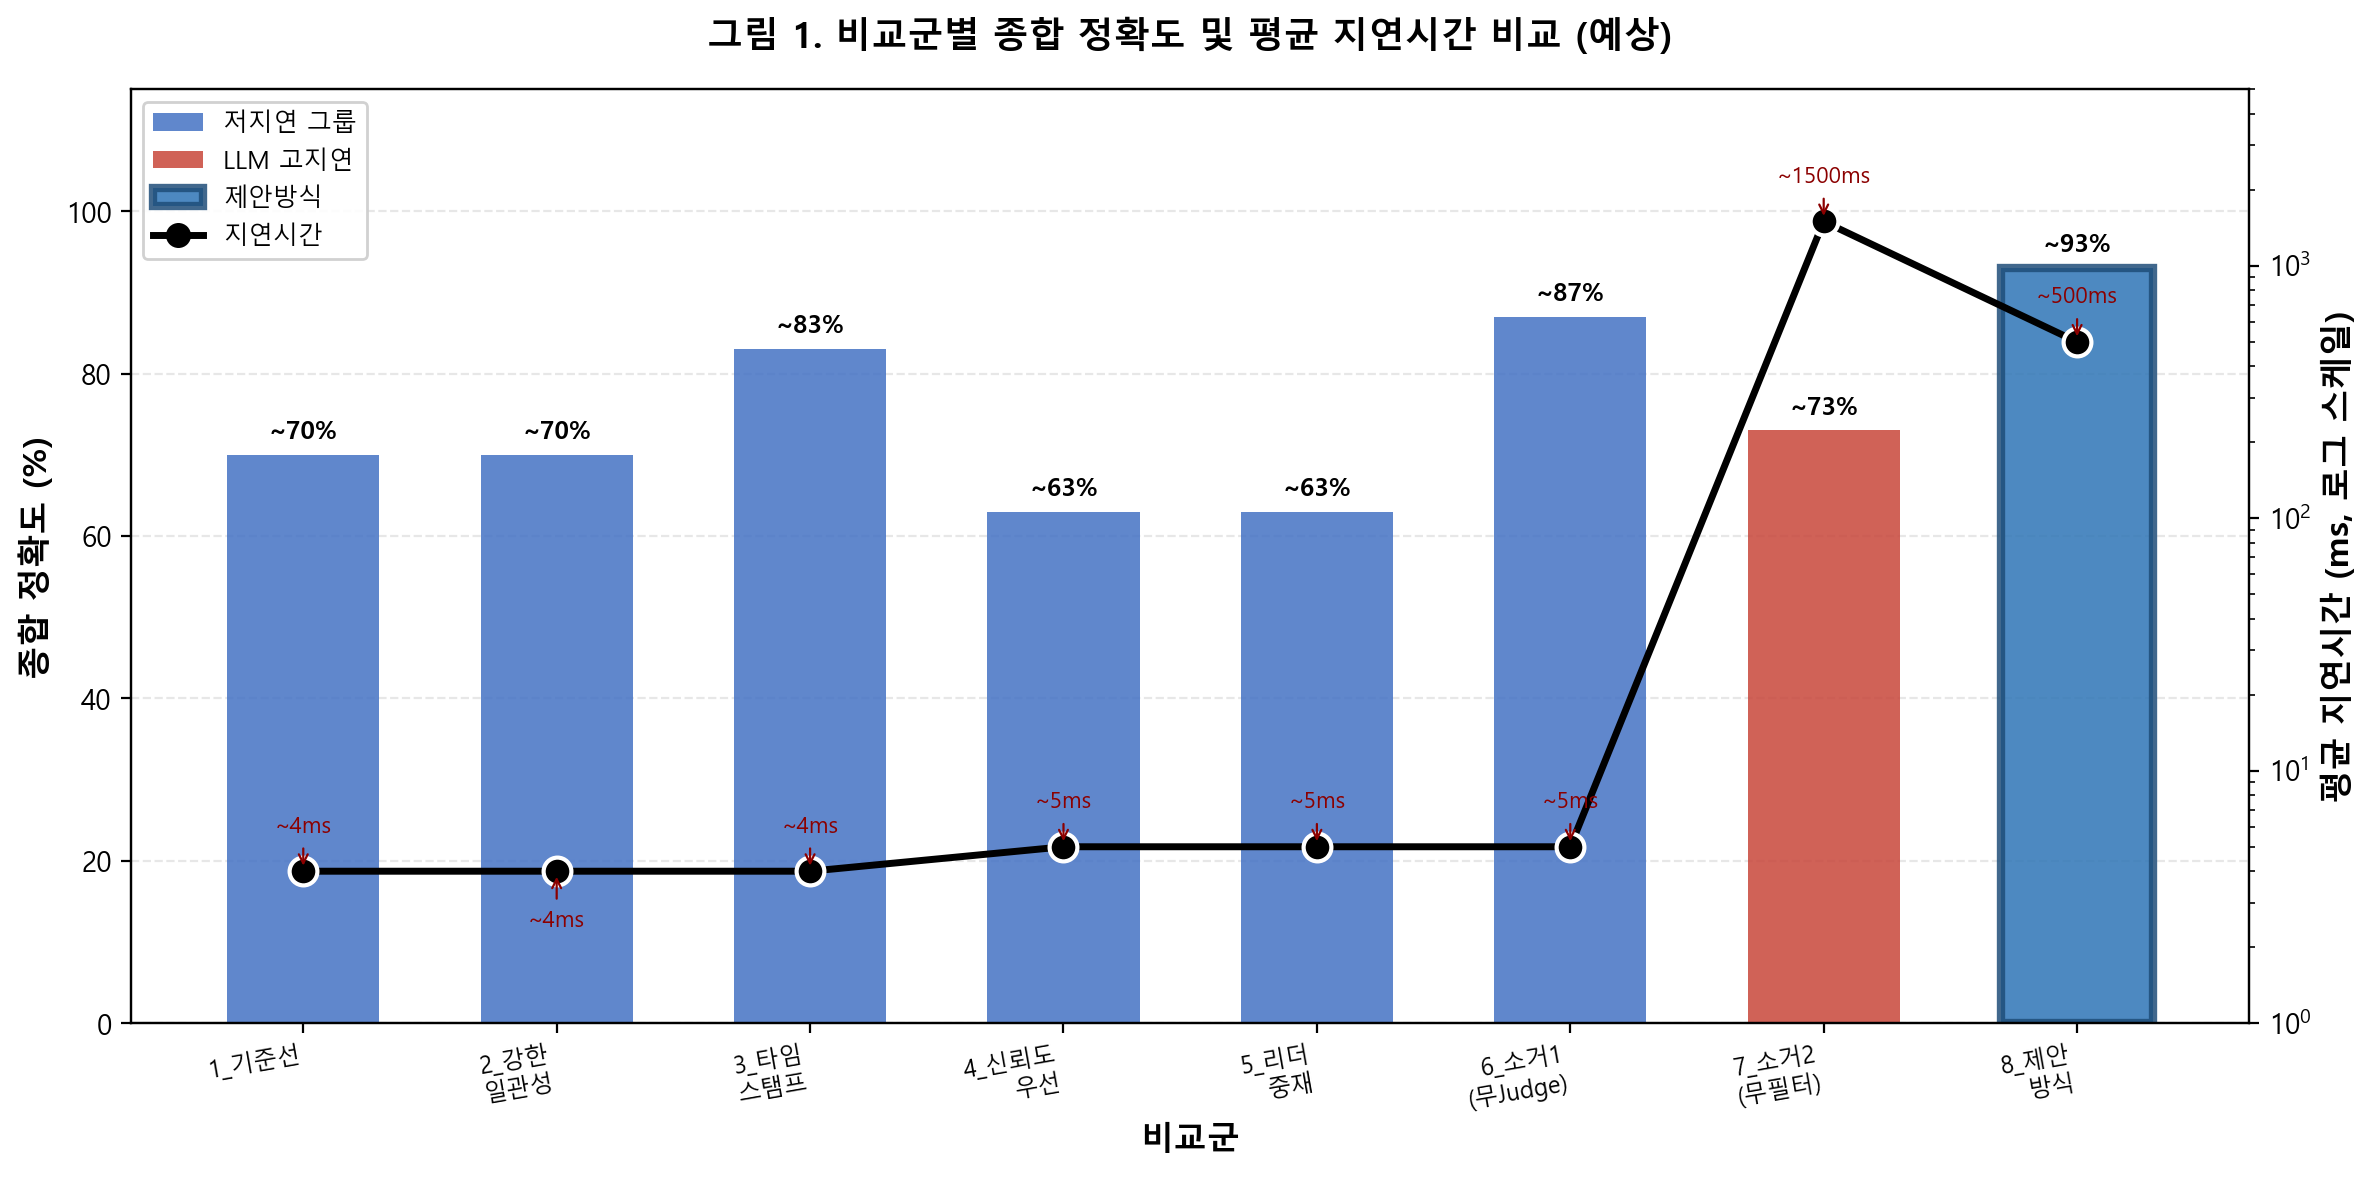 그림 1. 비교군별 종합 정확도 및 평균 지연시간 비교 (예상)
저지연 그룹
LLM 고지연
제안방식
지연시간
종합 정확도 (%)
100
80
60
40
20
0
~70%
~70%
~83%
~63%
~63%
~87%
~73%
~93%
~4ms
~4ms
~4ms
~5ms
~5ms
~5ms
~1500ms
~500ms
10³
10²
10¹
10⁰
평균 지연시간 (ms, 로그 스케일)
1_기준선
2_강한
일관성
3_타임
스탬프
4_신뢰도
우선
5_리더
중재
6_소거1
(무Judge)
7_소거2
(무필터)
8_제안
방식
비교군